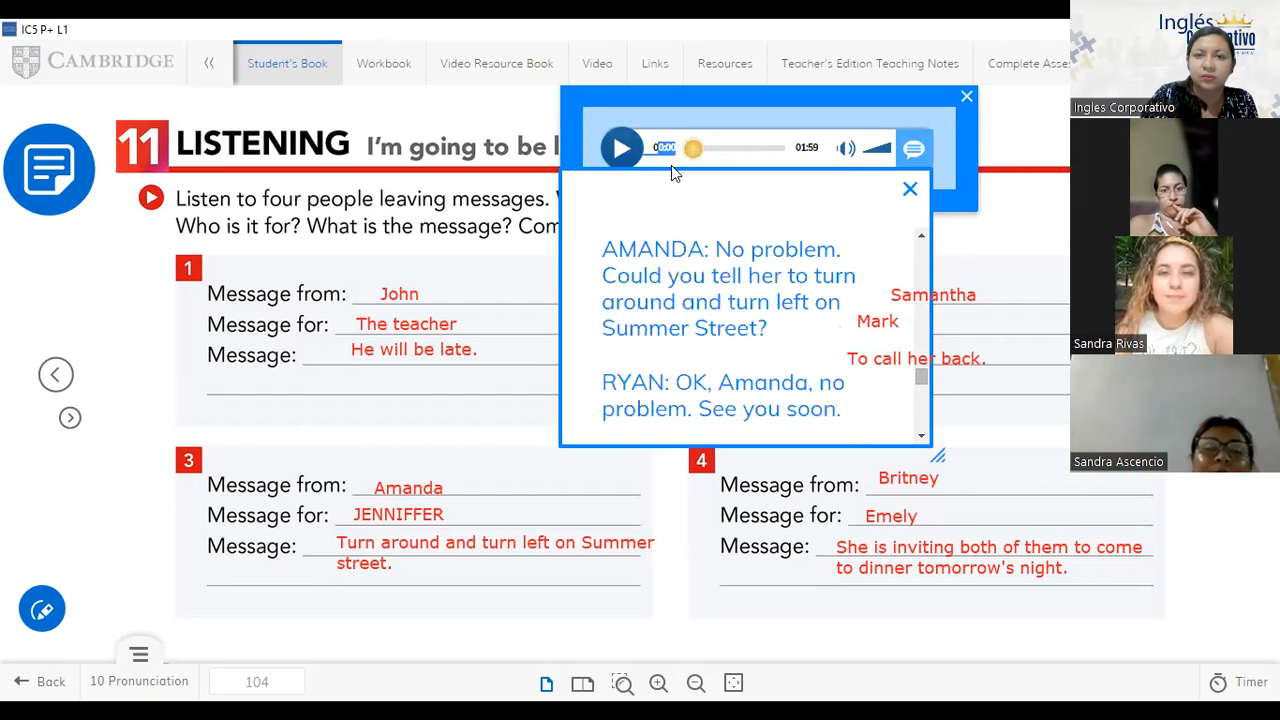 IC5 P+ L1
CAMBRIDGE
Student's Book
Workbook
Video Resource Bo
Video
Links
Resources
Teacher's Edition Teaching Notes
Complete Asse
Inglés
Corporativo
Ingles Corporativo
11 LISTENING I'm going to be l
00:00
01:59
Listen to four people leaving messages.
Who is it for? What is the message? Com
AMANDA: No problem.
Could you tell her to turn
around and turn left on
Summer Street?
RYAN: OK, Amanda, no
problem. See you soon.
1
Message from: John
Message for: The teacher
Message: He will be late.
Samantha
Mark
To call her back.
3
Message from: Amanda
Message for: JENNIFFER
Message: Turn around and turn left on Summer
street.
4
Message from: Britney
Message for: Emely
Message: She is inviting both of them to come
to dinner tomorrow's night.
Sandra Rivas
Sandra Ascencio
Back
10 Pronunciation
104
Timer